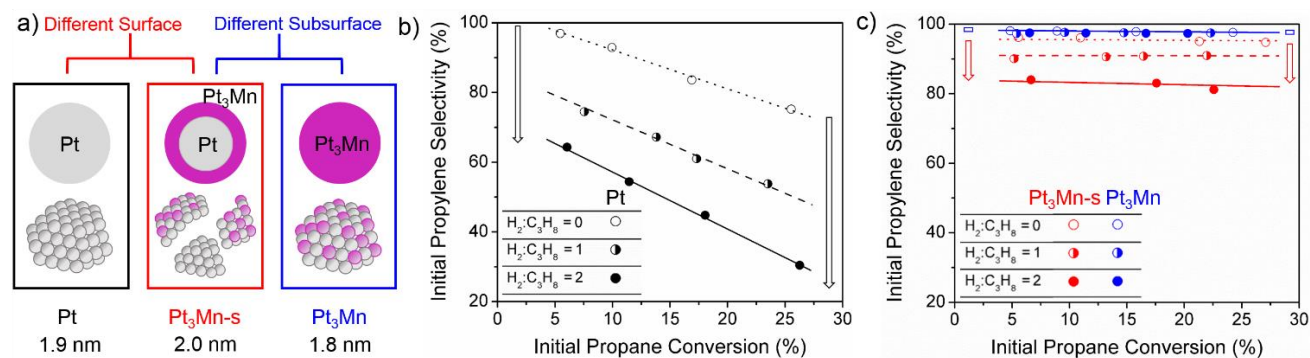 a)
Different Surface
Different Subsurface
Pt
Pt₃Mn
Pt
Pt₃Mn
Pt
1.9 nm
Pt₃Mn-s
2.0 nm
Pt₃Mn
1.8 nm
b)
Initial Propylene Selectivity (%)
100
80
60
40
20
0
5
10
15
20
25
30
Initial Propane Conversion (%)
Pt
H₂:C₃H₈ = 0
H₂:C₃H₈ = 1
H₂:C₃H₈ = 2
c)
Initial Propylene Selectivity (%)
100
80
60
40
20
0
5
10
15
20
25
30
Initial Propane Conversion (%)
Pt₃Mn-s Pt₃Mn
H₂:C₃H₈ = 0
H₂:C₃H₈ = 1
H₂:C₃H₈ = 2